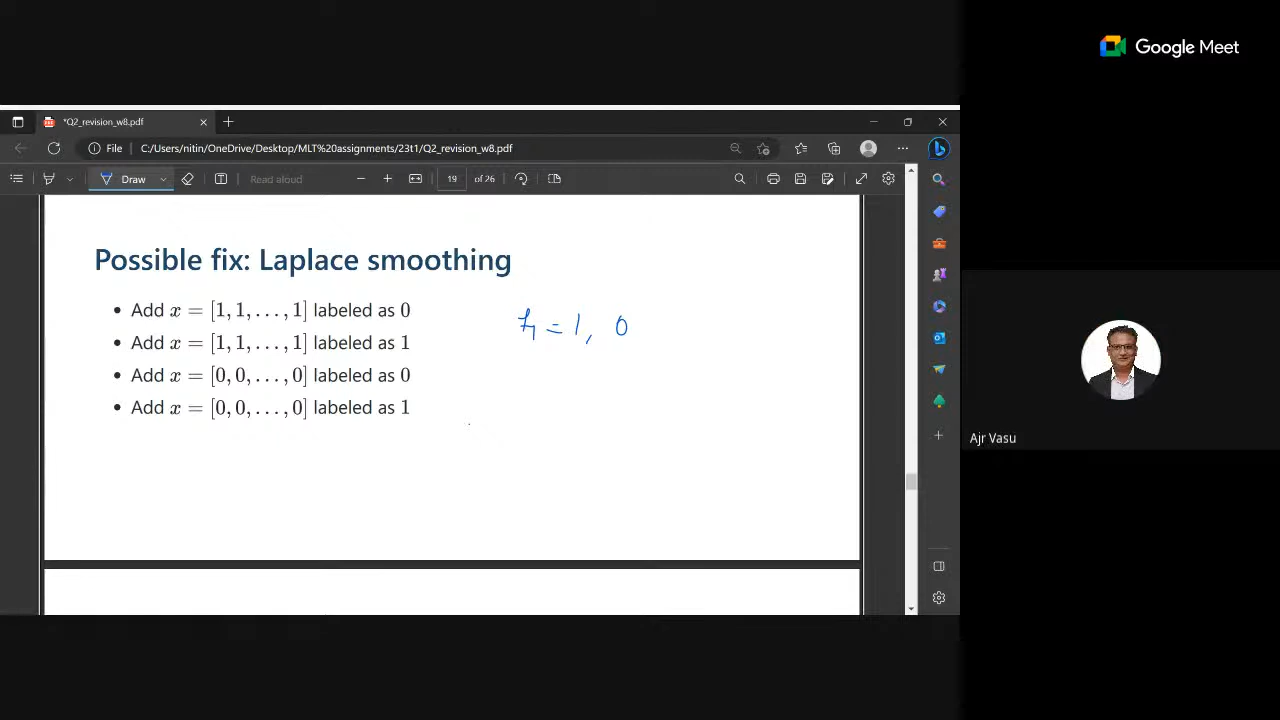 Google Meet
*Q2_revision_w8.pdf
File
C:/Users/nitin/OneDrive/Desktop/MLT%20assignments/23t1/Q2_revision_w8.pdf
Draw
Read aloud
19 of 26
Possible fix: Laplace smoothing
• Add x = [1, 1, . . . , 1] labeled as 0
• Add x = [1, 1, . . . , 1] labeled as 1
• Add x = [0, 0, . . . , 0] labeled as 0
• Add x = [0, 0, . . . , 0] labeled as 1
= 1, 0
Ajr Vasu